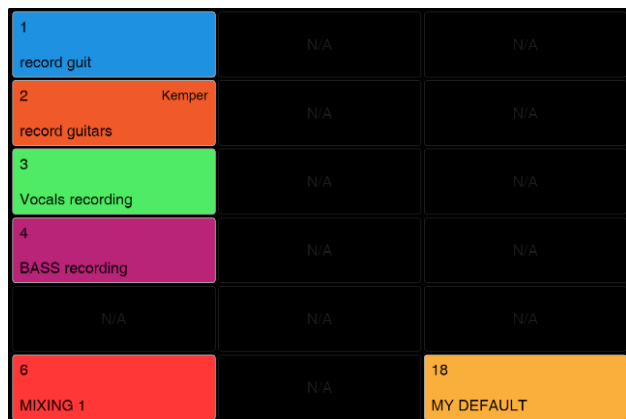 1
N/A
N/A
record guit
2 Kemper
N/A
N/A
record guitars
3
N/A
N/A
Vocals recording
4
N/A
N/A
BASS recording
N/A
N/A
N/A
6
18
N/A
MIXING 1
MY DEFAULT